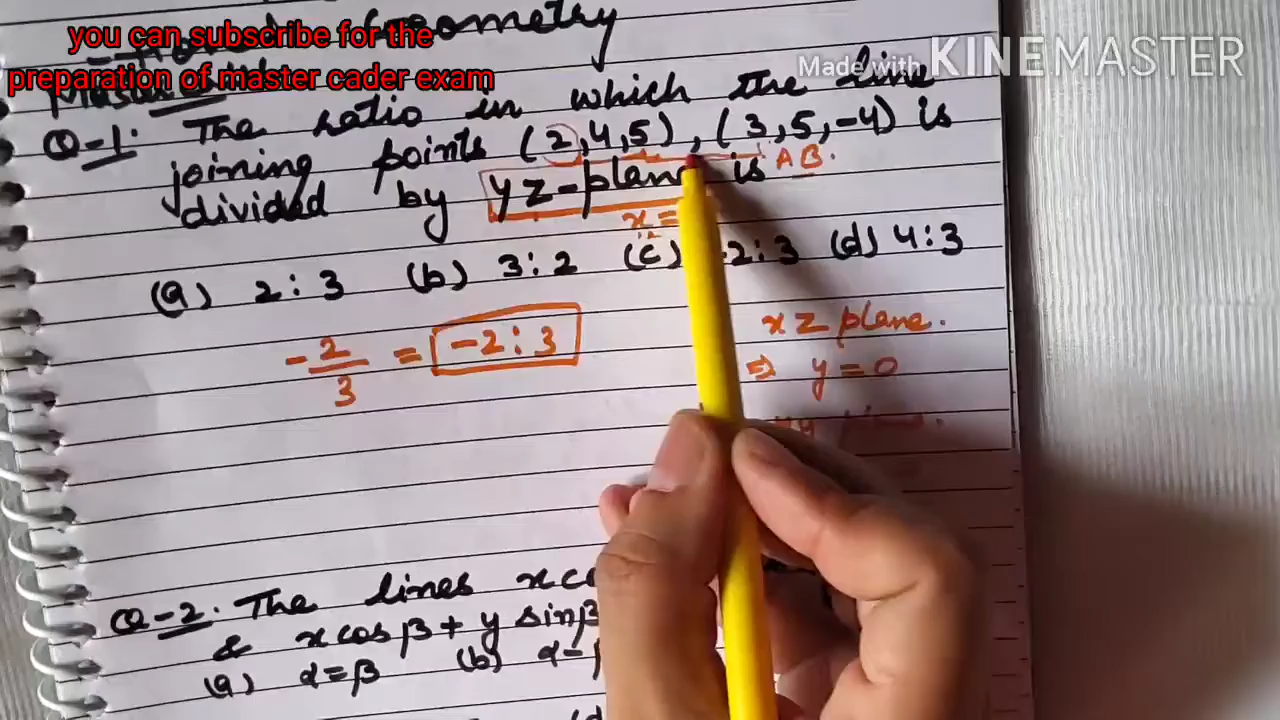 you can subscribe for the
preparation of master cader exam
Made with KINEMASTER
Geometry
Q-1. The ratio in which the line
joining points (2,4,5), (3,5,-4) is
divided by yz-plane is
AB.
x=
(a) 2:3 (b) 3:2 (c) -2:3 (d) 4:3
-2/3 = -2:3
xz plane.
⇒ y=0
Q-2. The lines
& x cos β + y sin β
(a) α=β (b) α-